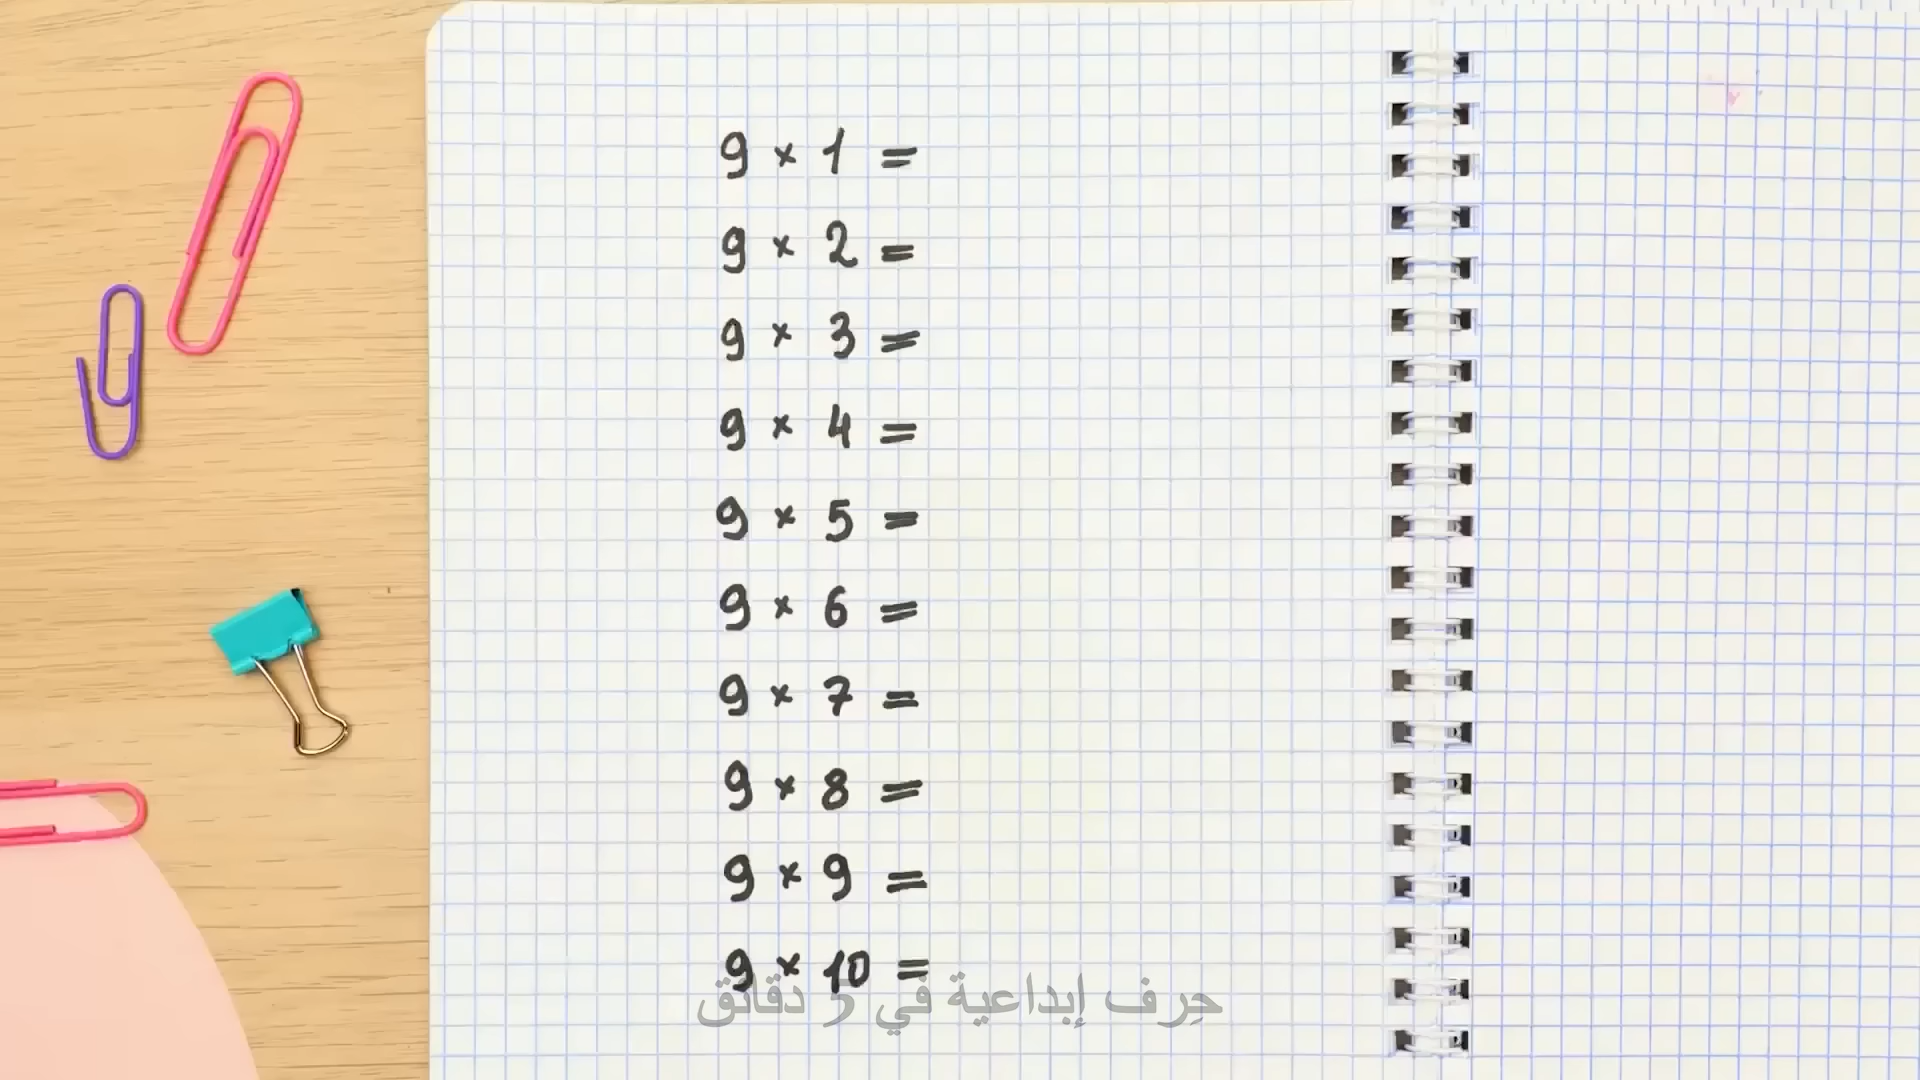 9 × 1 =
9 × 2 =
9 × 3 =
9 × 4 =
9 × 5 =
9 × 6 =
9 × 7 =
9 × 8 =
9 × 9 =
9 × 10 =
حِرف إبداعية في 5 دقائق